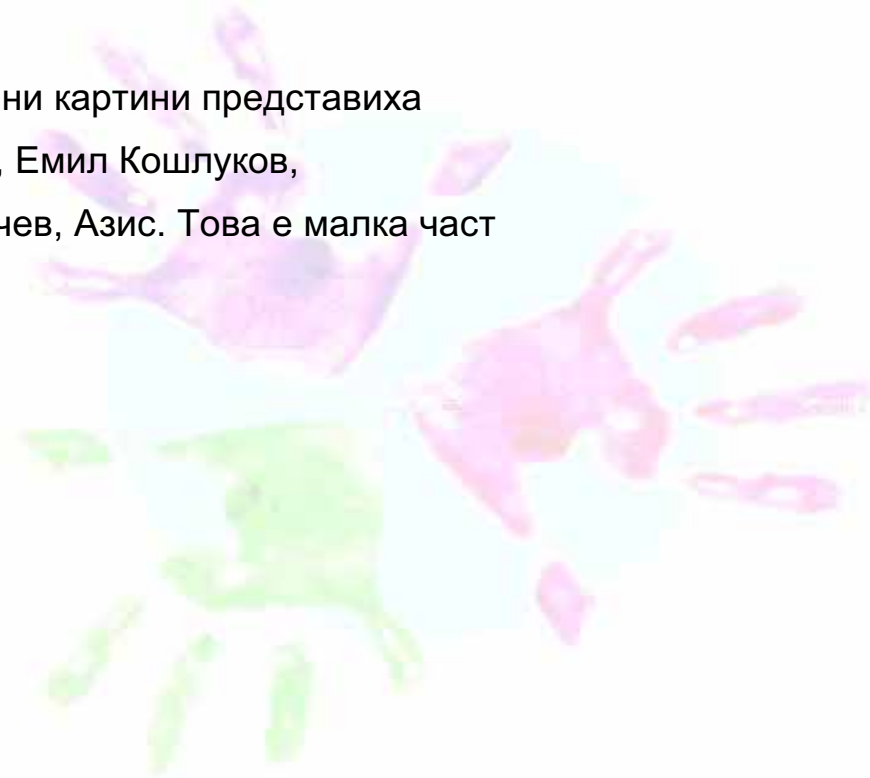 ни картини представиха
, Емил Кошлуков,
чев, Азис. Това е малка част